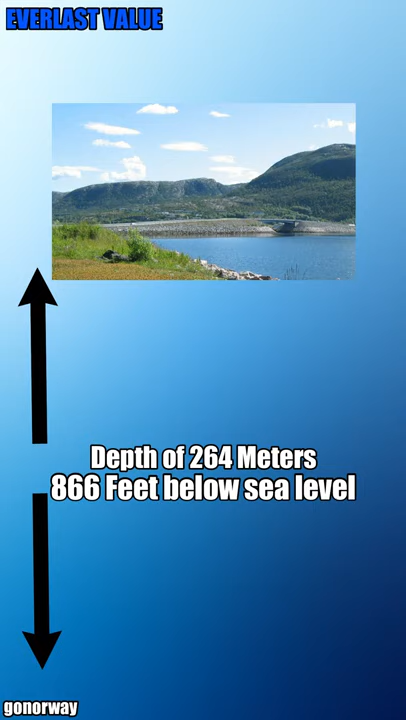 EVERLAST VALUE
Depth of 264 Meters
866 Feet below sea level
gonorway